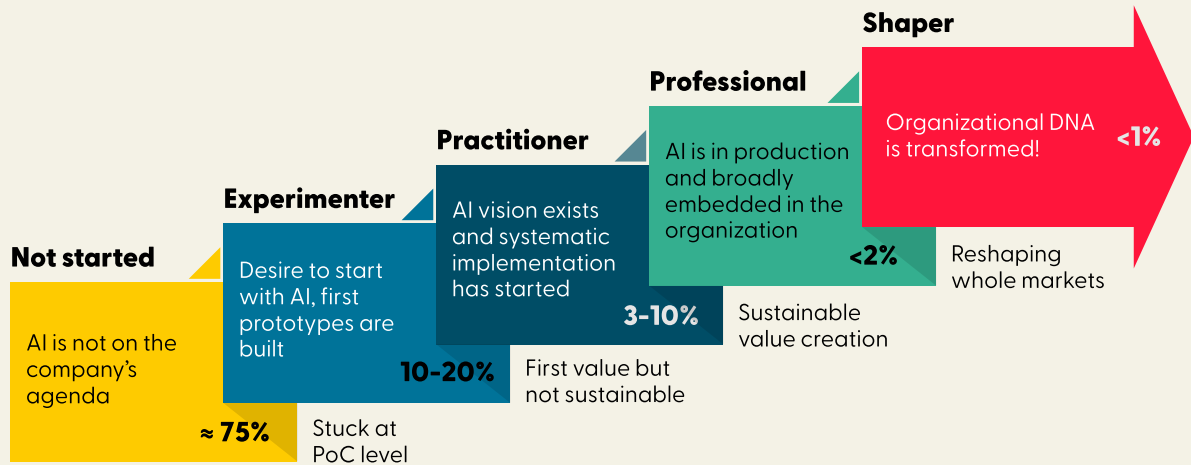 Shaper
Organizational DNA
is transformed!
<1%
Professional
AI is in production
and broadly
embedded in the
organization
<2%
Reshaping
whole markets
Practitioner
AI vision exists
and systematic
implementation
has started
3-10%
Sustainable
value creation
Experimenter
Desire to start
with AI, first
prototypes are
built
10-20%
First value but
not sustainable
Not started
AI is not on the
company's
agenda
≈ 75%
Stuck at
PoC level